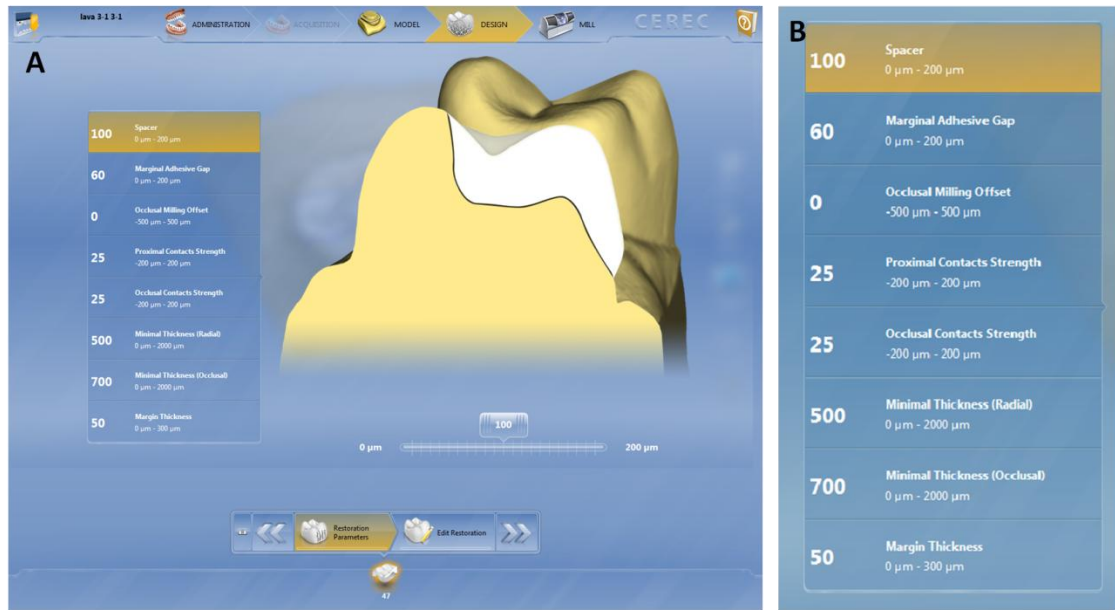 lava 3-1 3-1
ADMINISTRATION
ACQUISITION
MODEL
DESIGN
MILL
CEREC
?
A
100 Spacer
0 µm - 200 µm
60 Marginal Adhesive Gap
0 µm - 200 µm
0 Occlusal Milling Offset
-500 µm - 500 µm
25 Proximal Contacts Strength
-200 µm - 200 µm
25 Occlusal Contacts Strength
-200 µm - 200 µm
500 Minimal Thickness (Radial)
0 µm - 2000 µm
700 Minimal Thickness (Occlusal)
0 µm - 2000 µm
50 Margin Thickness
0 µm - 300 µm
100
0 µm
200 µm
Restoration
Parameters
Edit Restoration
47
B
100 Spacer
0 µm - 200 µm
60 Marginal Adhesive Gap
0 µm - 200 µm
0 Occlusal Milling Offset
-500 µm - 500 µm
25 Proximal Contacts Strength
-200 µm - 200 µm
25 Occlusal Contacts Strength
-200 µm - 200 µm
500 Minimal Thickness (Radial)
0 µm - 2000 µm
700 Minimal Thickness (Occlusal)
0 µm - 2000 µm
50 Margin Thickness
0 µm - 300 µm